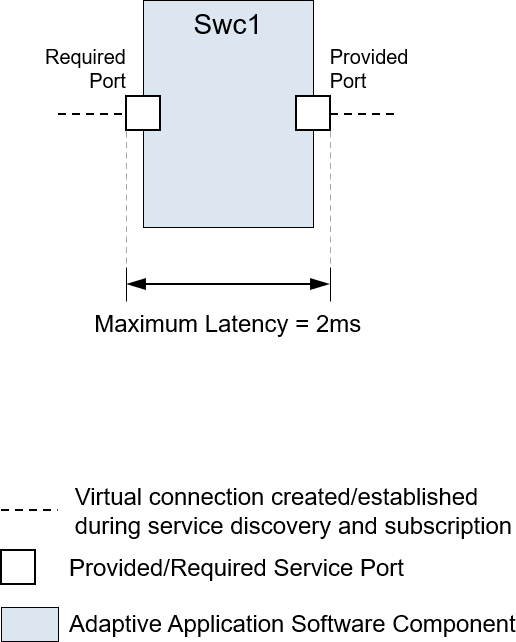 Swc1
Required
Port
Provided
Port
Maximum Latency = 2ms
Virtual connection created/established
during service discovery and subscription
Provided/Required Service Port
Adaptive Application Software Component